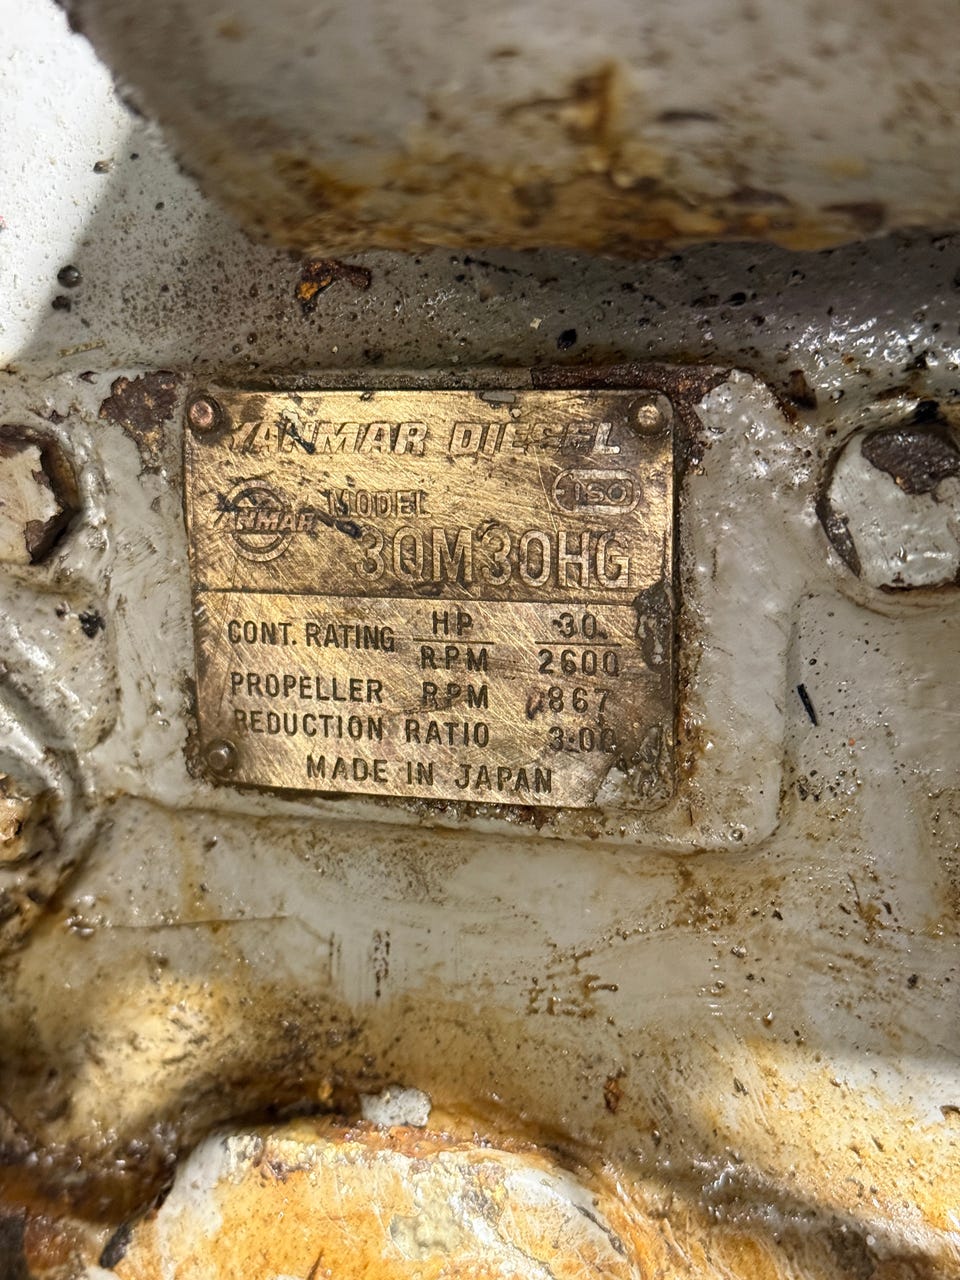 YANMAR DIESEL
ISO
YANMAR
MODEL
3QM30HG
CONT. RATING HP 30
RPM 2600
PROPELLER RPM 867
REDUCTION RATIO 3.00
MADE IN JAPAN